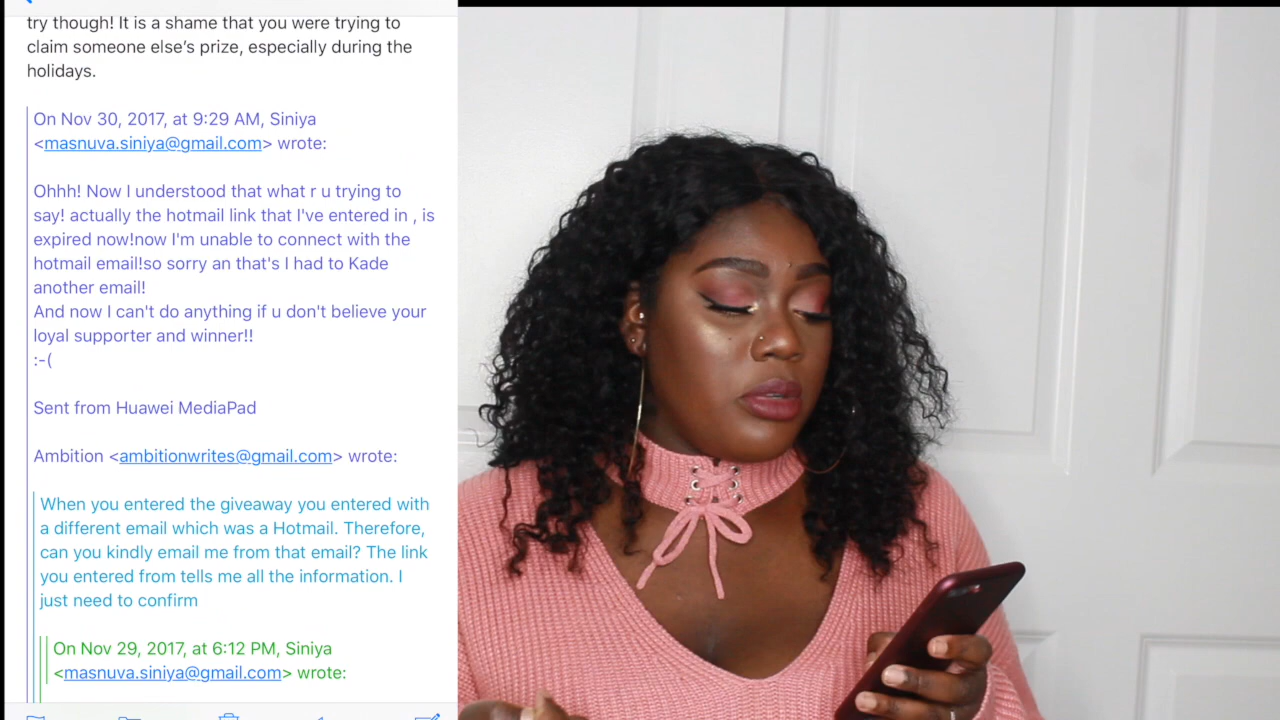 try though! It is a shame that you were trying to
claim someone else's prize, especially during the
holidays.
On Nov 30, 2017, at 9:29 AM, Siniya
<masnuva.siniya@gmail.com> wrote:
Ohhh! Now I understood that what r u trying to
say! actually the hotmail link that I've entered in , is
expired now!now I'm unable to connect with the
hotmail email!so sorry an that's I had to Kade
another email!
And now I can't do anything if u don't believe your
loyal supporter and winner!!
:-(
Sent from Huawei MediaPad
Ambition <ambitionwrites@gmail.com> wrote:
When you entered the giveaway you entered with
a different email which was a Hotmail. Therefore,
can you kindly email me from that email? The link
you entered from tells me all the information. I
just need to confirm
On Nov 29, 2017, at 6:12 PM, Siniya
<masnuva.siniya@gmail.com> wrote: